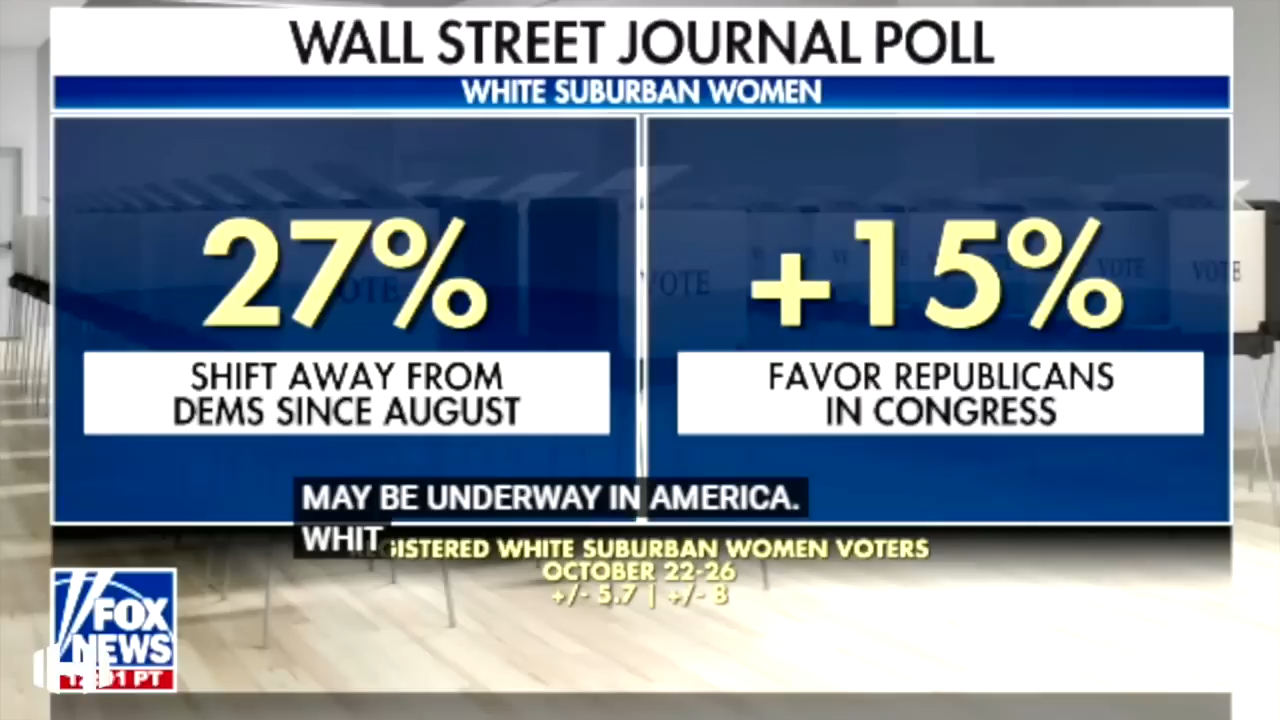 WALL STREET JOURNAL POLL
WHITE SUBURBAN WOMEN
27%
SHIFT AWAY FROM
DEMS SINCE AUGUST
+15%
FAVOR REPUBLICANS
IN CONGRESS
VOTE
VOTE
VOTE
MAY BE UNDERWAY IN AMERICA.
WHIT
GISTERED WHITE SUBURBAN WOMEN VOTERS
OCTOBER 22-26
+/- 5.7 | +/- 8
FOX
NEWS
PT